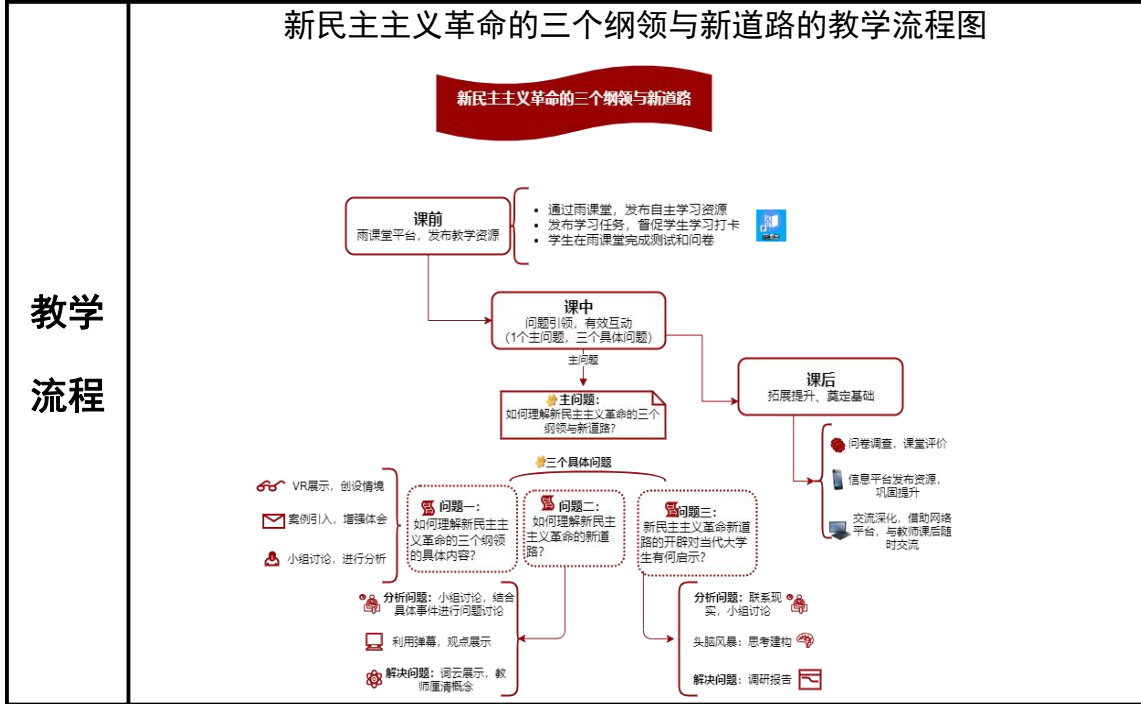 新民主主义革命的三个纲领与新道路的教学流程图
新民主主义革命的三个纲领与新道路
教学
流程
课前
雨课堂平台，发布教学资源
通过雨课堂，发布自主学习资源
发布学习任务，督促学生学习打卡
学生在雨课堂完成测试和问卷
课中
问题引领，有效互动
（1个主问题，三个具体问题）
主问题
主问题：
如何理解新民主主义革命的三个
纲领与新道路？
课后
拓展提升、奠定基础
问卷调查，课堂评价
信息平台发布资源，
巩固提升
交流深化，借助网络
平台，与教师课后随
时交流
三个具体问题
VR展示，创设情境
案例引入，增强体会
小组讨论，进行分析
问题一：
如何理解新民主主
义革命的三个纲领
的具体内容？
问题二：
如何理解新民主
主义革命的新道
路？
问题三：
新民主主义革命新道
路的开辟对当代大学
生有何启示？
分析问题：小组讨论，结合
具体事件进行问题讨论
利用弹幕，观点展示
解决问题：词云展示，教
师厘清概念
分析问题：联系现
实，小组讨论
头脑风暴：思考建构
解决问题：调研报告